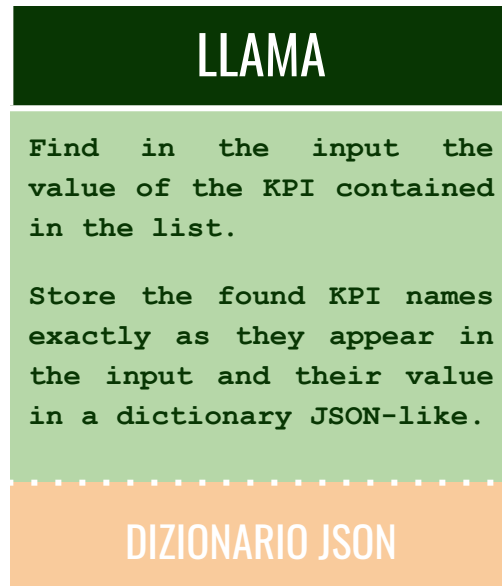 LLAMA
Find in the input the
value of the KPI contained
in the list.
Store the found KPI names
exactly as they appear in
the input and their value
in a dictionary JSON-like.
DIZIONARIO JSON